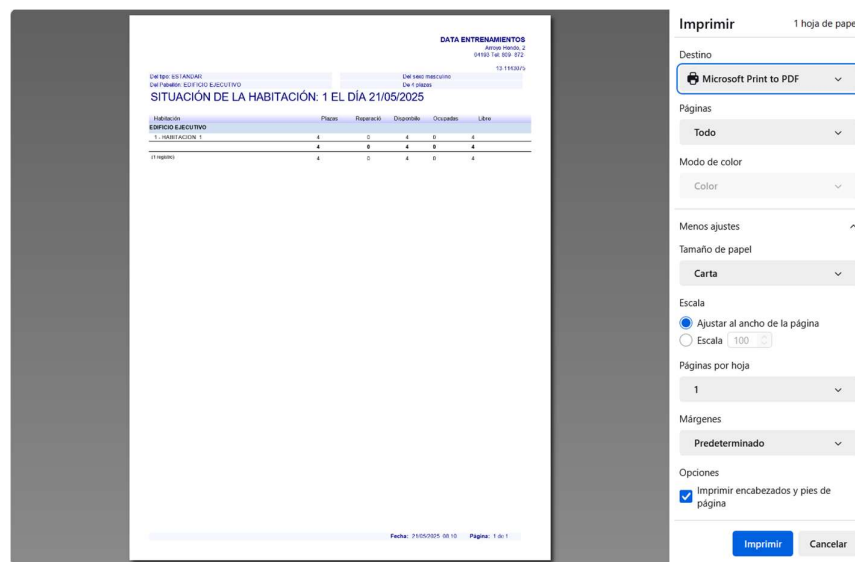 DATA ENTRENAMIENTOS
Arroyo Hondo, 2
Del tipo: ESTANDAR Del sexo masculino
Del Pabellón: EDIFICIO EJECUTIVO De 4 plazas
SITUACIÓN DE LA HABITACIÓN: 1 EL DÍA 21/05/2025
Habitación Plazas Reparació Disponible Ocupadas Libre
EDIFICIO EJECUTIVO
1 - HABITACION 1 4 0 4 0 4
4 0 4 0 4
(1 registro) 4 0 4 0 4
Fecha: 21/05/2025 08:10 Página: 1 de 1
Imprimir 1 hoja de pape
Destino
Microsoft Print to PDF
Páginas
Todo
Modo de color
Color
Menos ajustes
Tamaño de papel
Carta
Escala
Ajustar al ancho de la página
Escala 100
Páginas por hoja
1
Márgenes
Predeterminado
Opciones
Imprimir encabezados y pies de
página
Imprimir Cancelar